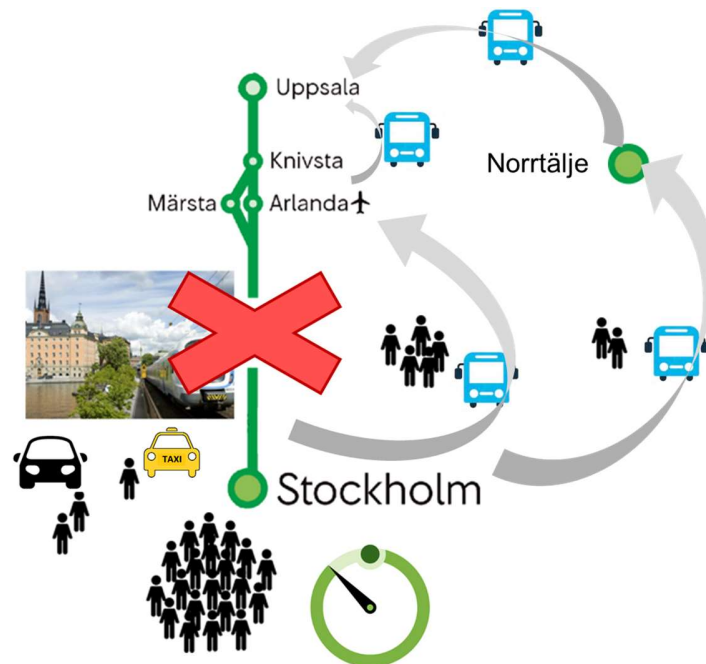 Uppsala
Knivsta
Norrtälje
Märsta
Arlanda
TAXI
Stockholm